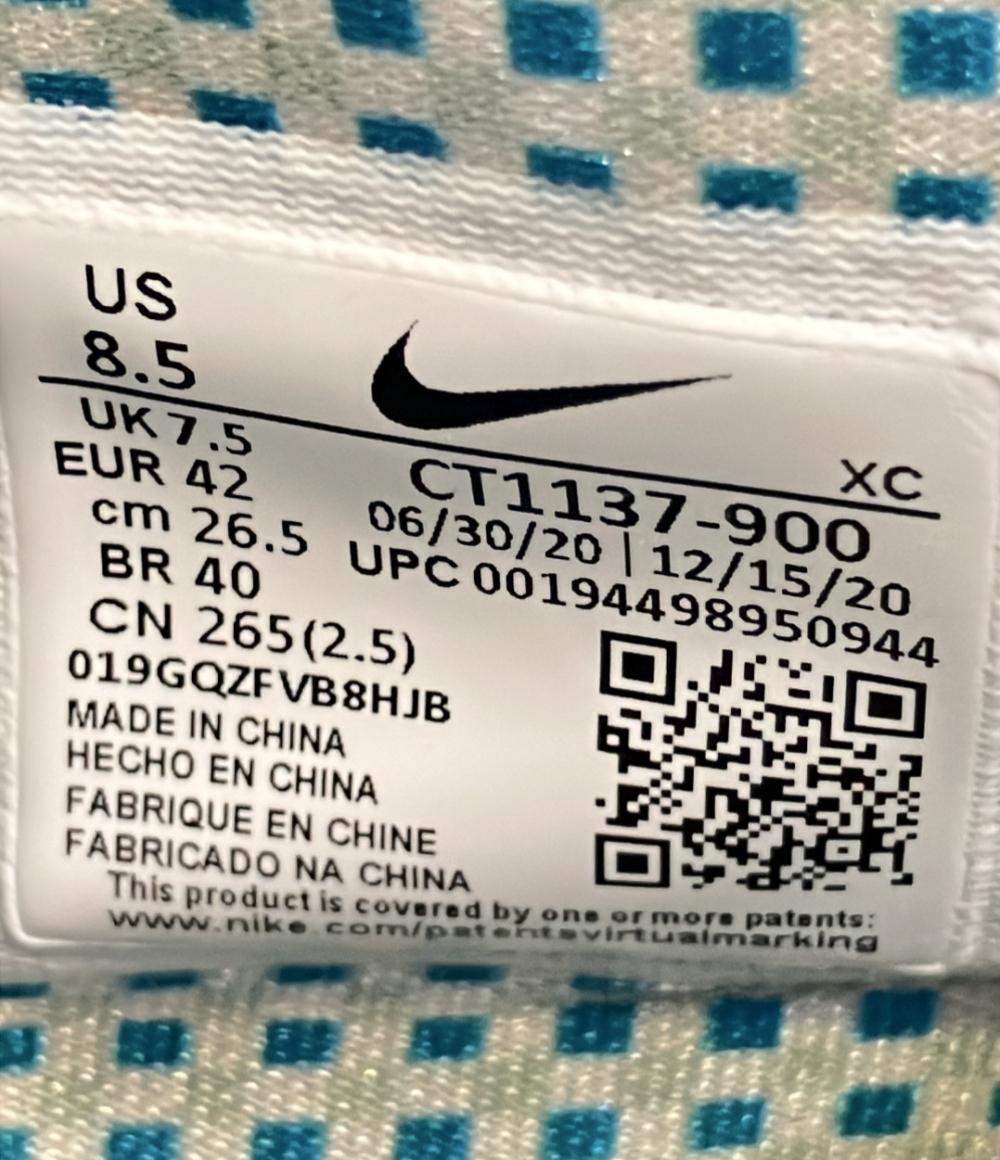 US
8.5
XC
UK 7.5
EUR 42
cm 26.5
BR 40
CN 265(2.5)
CT1137-900
06/30/20 | 12/15/20
UPC 00194498950944
019GQZFVB8HJB
MADE IN CHINA
HECHO EN CHINA
FABRIQUE EN CHINE
FABRICADO NA CHINA
This product is covered by one or more patents:
www.nike.com/patentsvirtualmarking